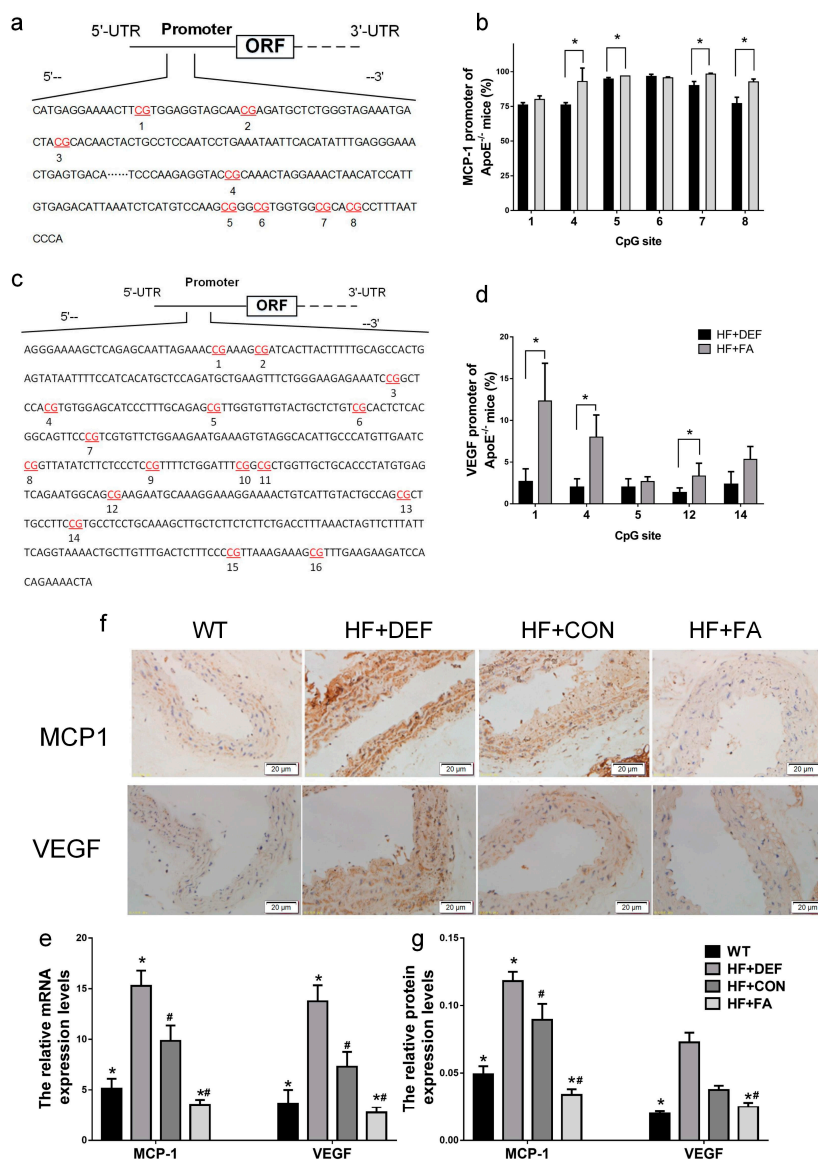 a
5'-UTR
Promoter
ORF
3'-UTR
5'--
--3'
CATGAGGAAAACTTCGTGGAGGTAGCAACGAGATGCTCTGGGTAGAAATGA
1 2
CTACGCACAACTACTGCCTCCAATCCTGAAATAATTCACATATTTGAGGGAAA
3
CTGAGTGACA······TCCCAAGAGGTACCGCAAACTAGGAAACTAACATCCATT
4
GTGAGACATTAAATCTCATGTCCAAGCGGGCGTGGTGGCGCACGCCTTTAAT
5 6 7 8
CCCA
b
MCP-1 promoter of
ApoE-/- mice (%)
100
75
50
25
0
* * * *
1 4 5 6 7 8
CpG site
c
5'-UTR
Promoter
ORF
3'-UTR
5'--
--3'
AGGGAAAAGCTCAGAGCAATTAGAAACCGAAAGCGATCACTTACTTTTTGCAGCCACTG
1 2
AGTATAATTTTCCATCACATGCTCCAGATGCTGAAGTTTCTGGGAAGAGAAATCCGGCT
3
CCACGTGTGGAGCATCCCTTTGCAGAGCGTTGGTGTTGTACTGCTCTGTCGCACTCTCAC
4 5 6
GGCAGTTCCCGTCGTGTTCTGGAAGAATGAAAGTGTAGGCACATTGCCCATGTTGAATC
7
CGGTTATATCTTCTCCCTCCGTTTTCTGGATTTCGGCGCTGGTTGCTGCACCCTATGTGAG
8 9 10 11
TCAGAATGGCAGCGAAGAATGCAAAGGAAAGGAAAACTGTCATTGTACTGCCAGCGCT
12 13
TGCCTTCCGTGCCTCCTGCAAAGCTTGCTCTTCTCTTCTGACCTTTAAACTAGTTCTTTATT
14
TCAGGTAAAACTGCTTGTTTGACTCTTTCCCCGTTAAAGAAAGCGTTTGAAGAAGATCCA
15 16
CAGAAAACTA
d
HF+DEF
HF+FA
VEGF promoter of
ApoE-/- mice (%)
20
15
10
5
0
* * *
1 4 5 12 14
CpG site
f
WT HF+DEF HF+CON HF+FA
MCP1
20 μm 20 μm 20 μm 20 μm
VEGF
20 μm 20 μm 20 μm 20 μm
e
The relative mRNA
expression levels
20
15
10
5
0
* * # *# * * # *#
MCP-1 VEGF
g
The relative protein
expression levels
0.15
0.10
0.05
0.00
* * # *# * *#
MCP-1 VEGF
WT
HF+DEF
HF+CON
HF+FA